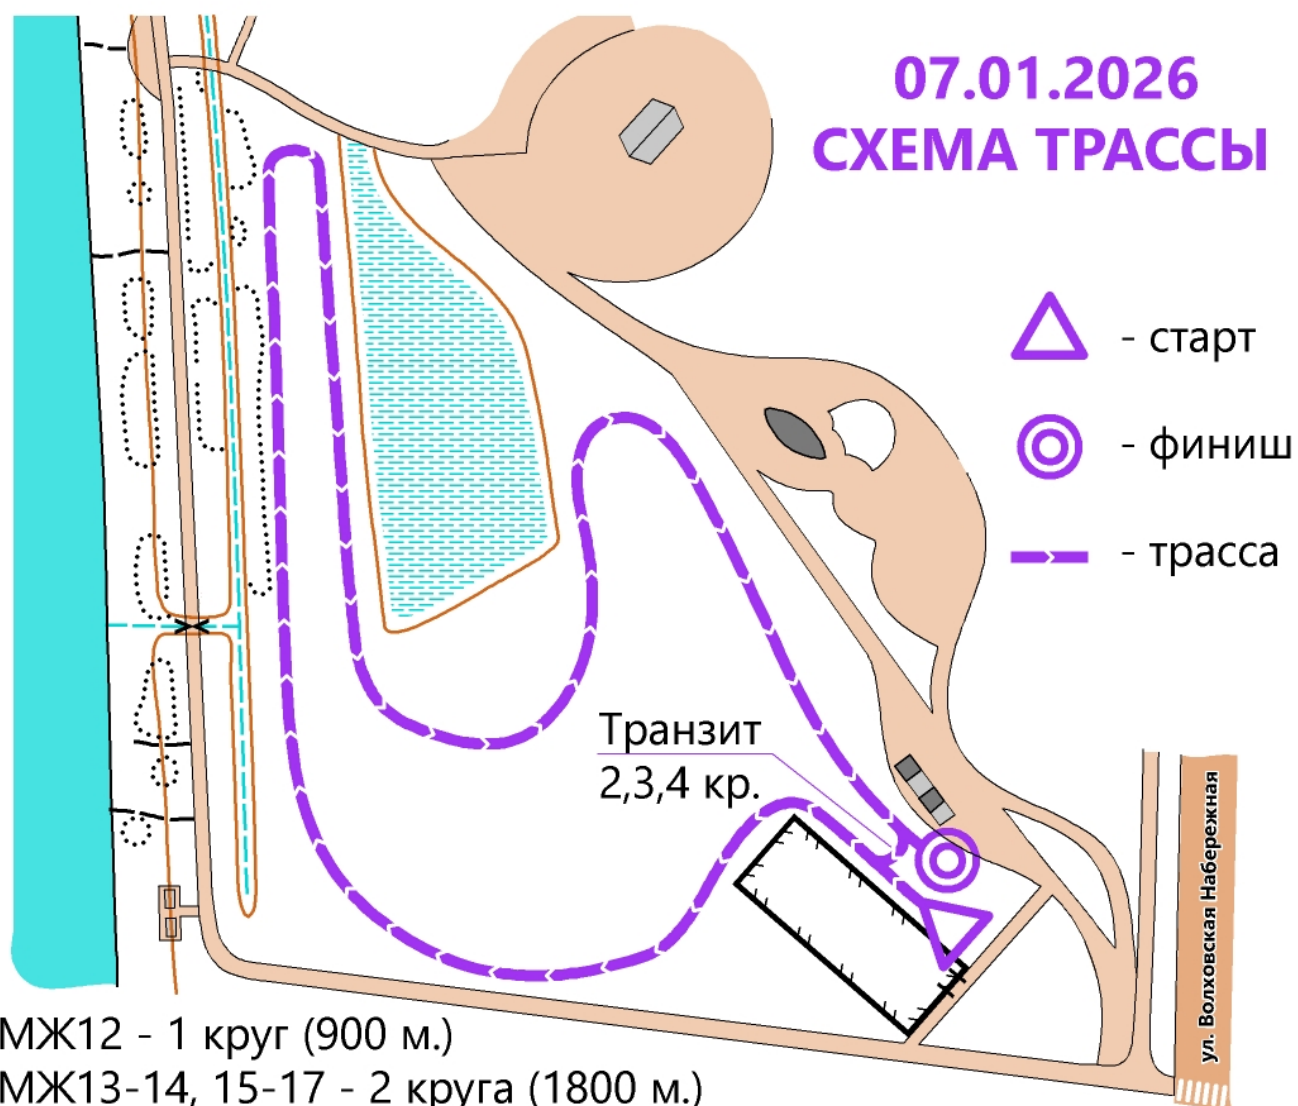 07.01.2026
СХЕМА ТРАССЫ
- старт
- финиш
- трасса
Транзит
2,3,4 кр.
ул. Волховская Набережная
МЖ12 - 1 круг (900 м.)
МЖ13-14, 15-17 - 2 круга (1800 м.)